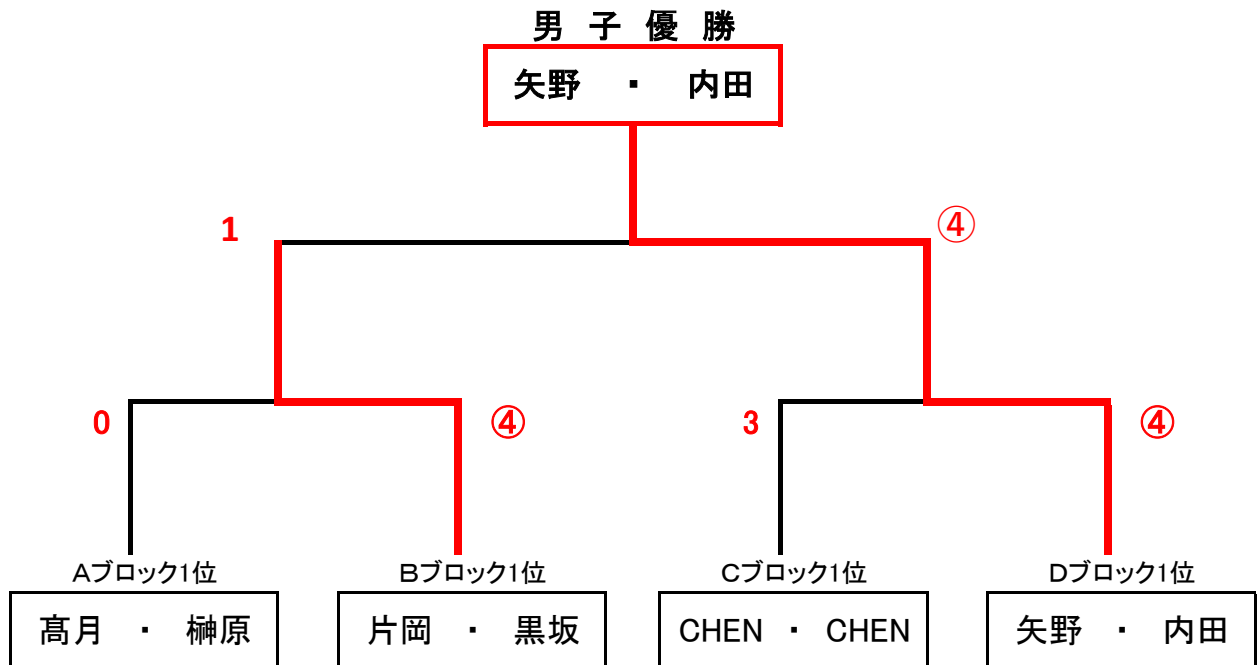 男 子 優 勝
矢野 ・ 内田
1 ④
0 ④ 3 ④
Aブロック1位 Bブロック1位 Cブロック1位 Dブロック1位
髙月 ・ 榊原 片岡 ・ 黒坂 CHEN ・ CHEN 矢野 ・ 内田